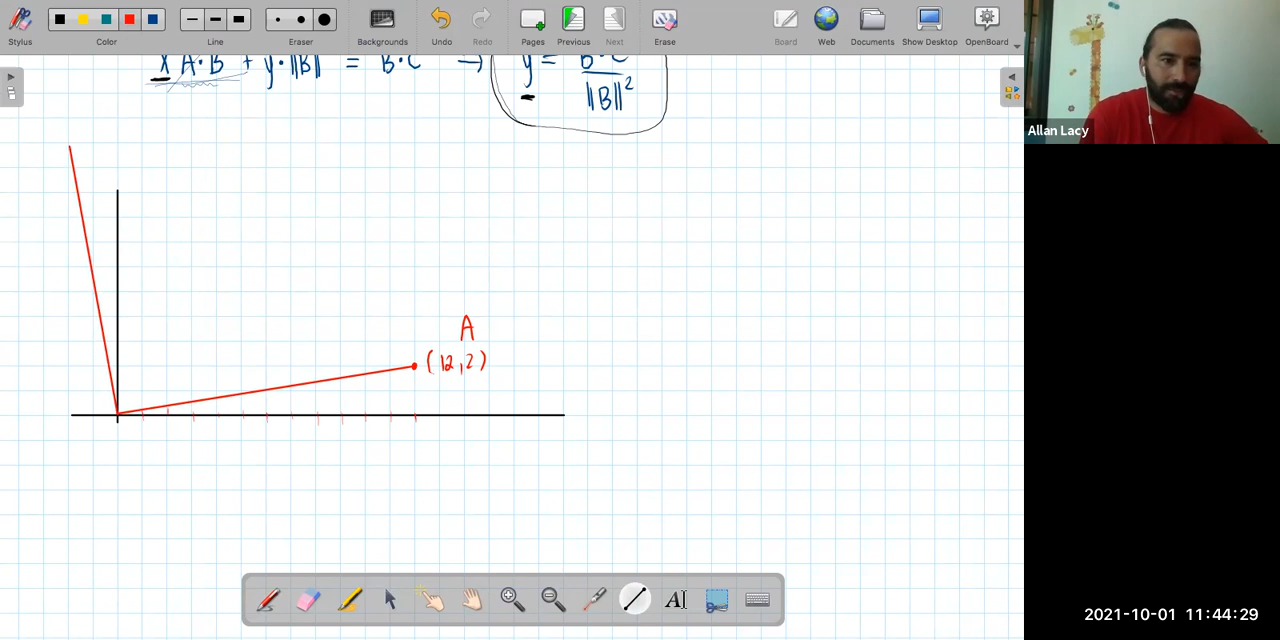 Stylus Color Line Eraser Backgrounds Undo Redo Pages Previous Next Erase Board Web Documents Show Desktop OpenBoard
x A·B + y·||B|| = B·C → y = B·C
||B||²
Allan Lacy
A
(12,2)
2021-10-01 11:44:29